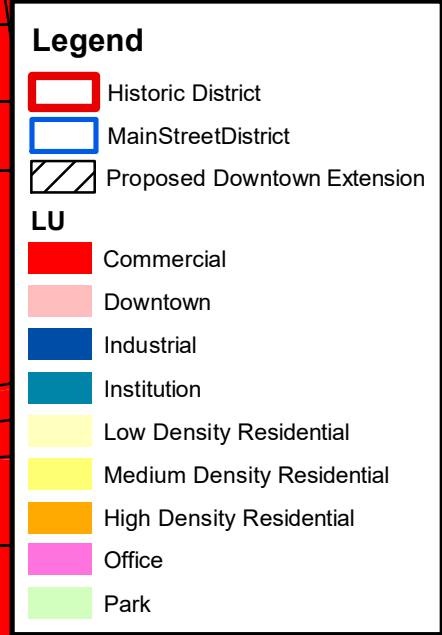 Legend
Historic District
MainStreetDistrict
Proposed Downtown Extension
LU
Commercial
Downtown
Industrial
Institution
Low Density Residential
Medium Density Residential
High Density Residential
Office
Park